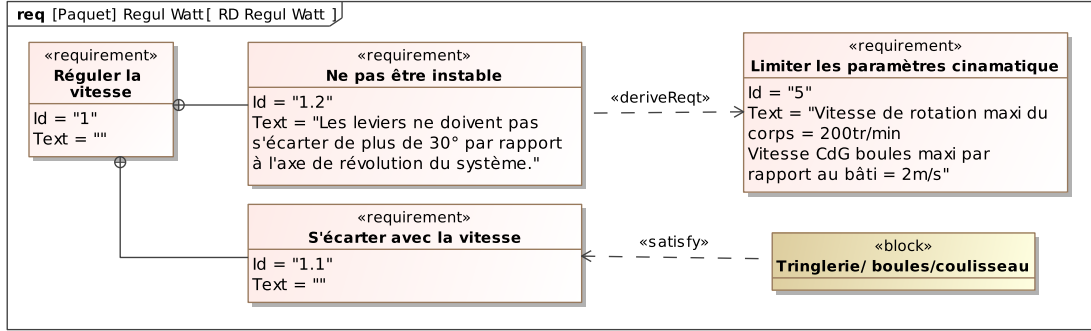 req [Paquet] Regul Watt[ RD Regul Watt ]
«requirement»
Réguler la
vitesse
Id = "1"
Text = ""
«requirement»
Ne pas être instable
Id = "1.2"
Text = "Les leviers ne doivent pas
s'écarter de plus de 30° par rapport
à l'axe de révolution du système."
«deriveReqt»
«requirement»
Limiter les paramètres cinamatique
Id = "5"
Text = "Vitesse de rotation maxi du
corps = 200tr/min
Vitesse CdG boules maxi par
rapport au bâti = 2m/s"
«requirement»
S'écarter avec la vitesse
Id = "1.1"
Text = ""
«satisfy»
«block»
Tringlerie/ boules/coulisseau